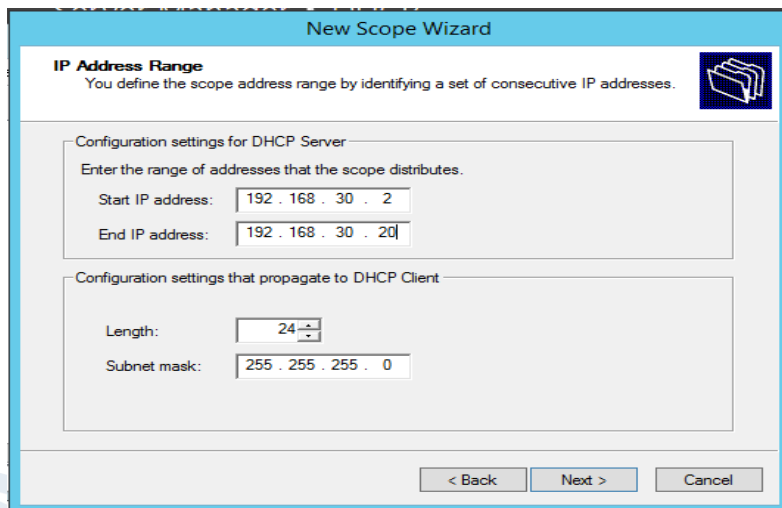 New Scope Wizard
IP Address Range
You define the scope address range by identifying a set of consecutive IP addresses.
Configuration settings for DHCP Server
Enter the range of addresses that the scope distributes.
Start IP address: 192 . 168 . 30 . 2
End IP address: 192 . 168 . 30 . 20
Configuration settings that propagate to DHCP Client
Length: 24
Subnet mask: 255 . 255 . 255 . 0
< Back Next > Cancel